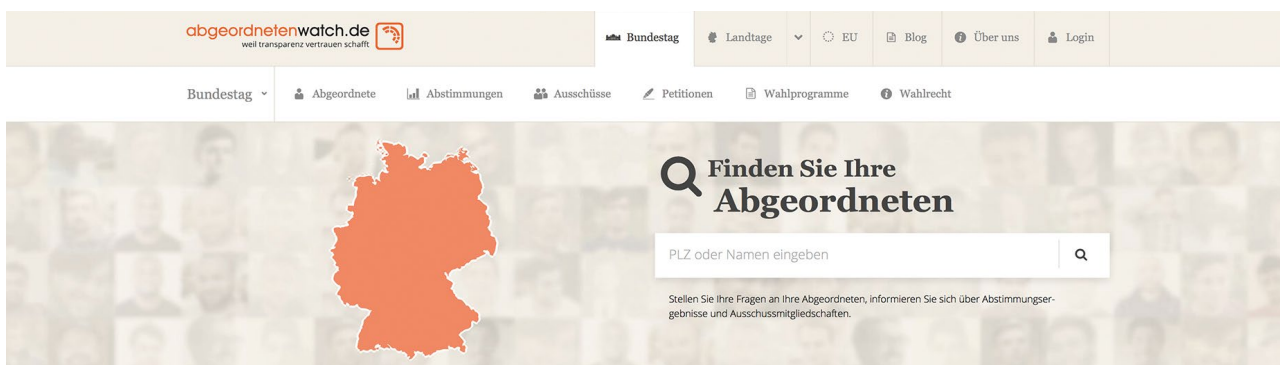 abgeordnetenwatch.de
weil transparenz vertrauen schafft
Bundestag Landtage EU Blog Über uns Login
Bundestag Abgeordnete Abstimmungen Ausschüsse Petitionen Wahlprogramme Wahlrecht
Finden Sie Ihre
Abgeordneten
PLZ oder Namen eingeben
Stellen Sie Ihre Fragen an Ihre Abgeordneten, informieren Sie sich über Abstimmungser-
gebnisse und Ausschussmitgliedschaften.